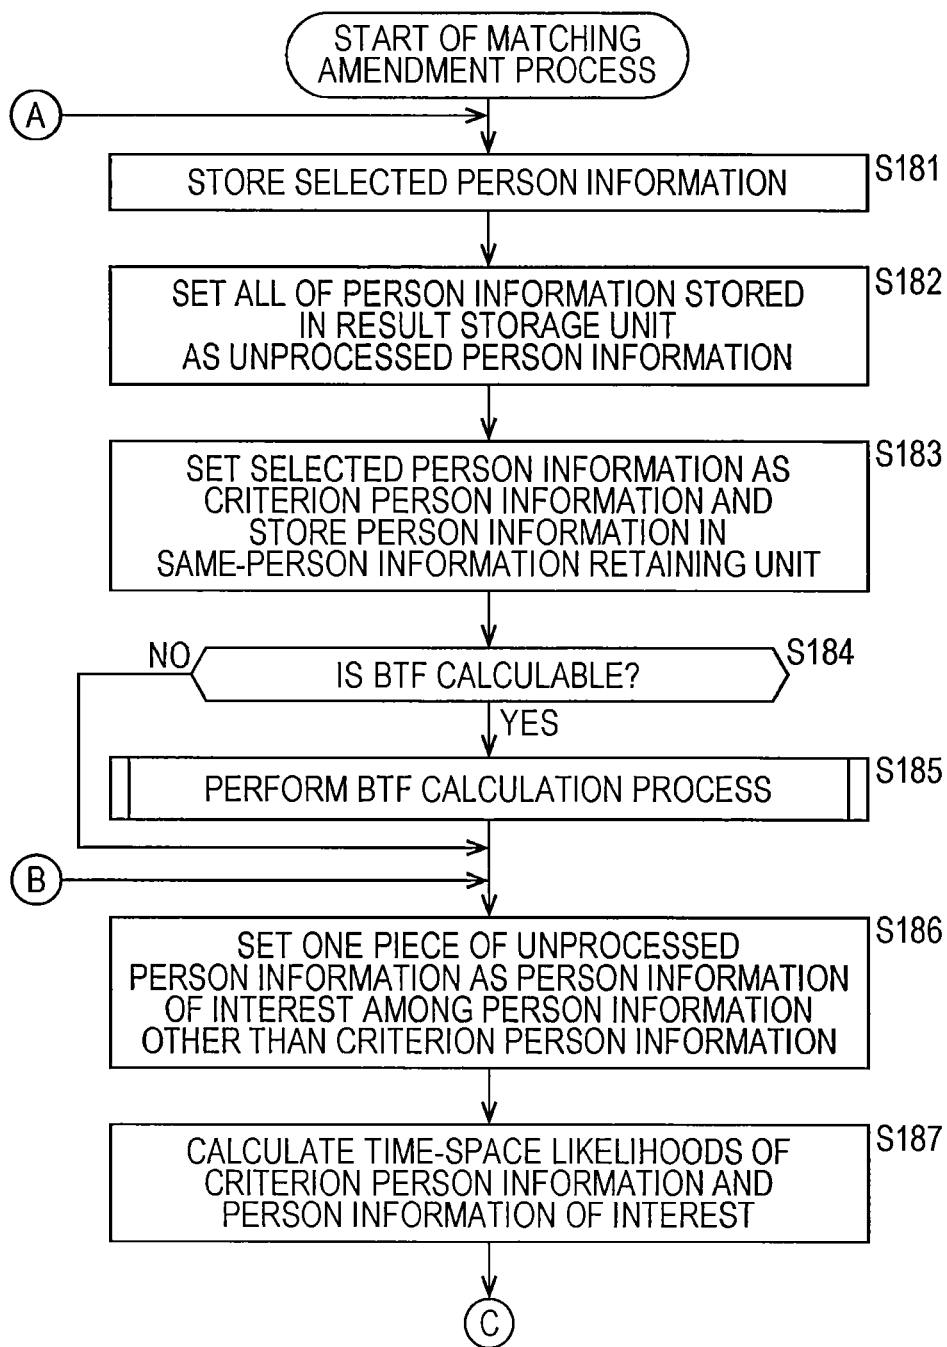 START OF MATCHING
AMENDMENT PROCESS
A
S181
STORE SELECTED PERSON INFORMATION
S182
SET ALL OF PERSON INFORMATION STORED
IN RESULT STORAGE UNIT
AS UNPROCESSED PERSON INFORMATION
S183
SET SELECTED PERSON INFORMATION AS
CRITERION PERSON INFORMATION AND
STORE PERSON INFORMATION IN
SAME-PERSON INFORMATION RETAINING UNIT
NO
S184
IS BTF CALCULABLE?
YES
S185
PERFORM BTF CALCULATION PROCESS
B
S186
SET ONE PIECE OF UNPROCESSED
PERSON INFORMATION AS PERSON INFORMATION
OF INTEREST AMONG PERSON INFORMATION
OTHER THAN CRITERION PERSON INFORMATION
S187
CALCULATE TIME-SPACE LIKELIHOODS OF
CRITERION PERSON INFORMATION AND
PERSON INFORMATION OF INTEREST
C